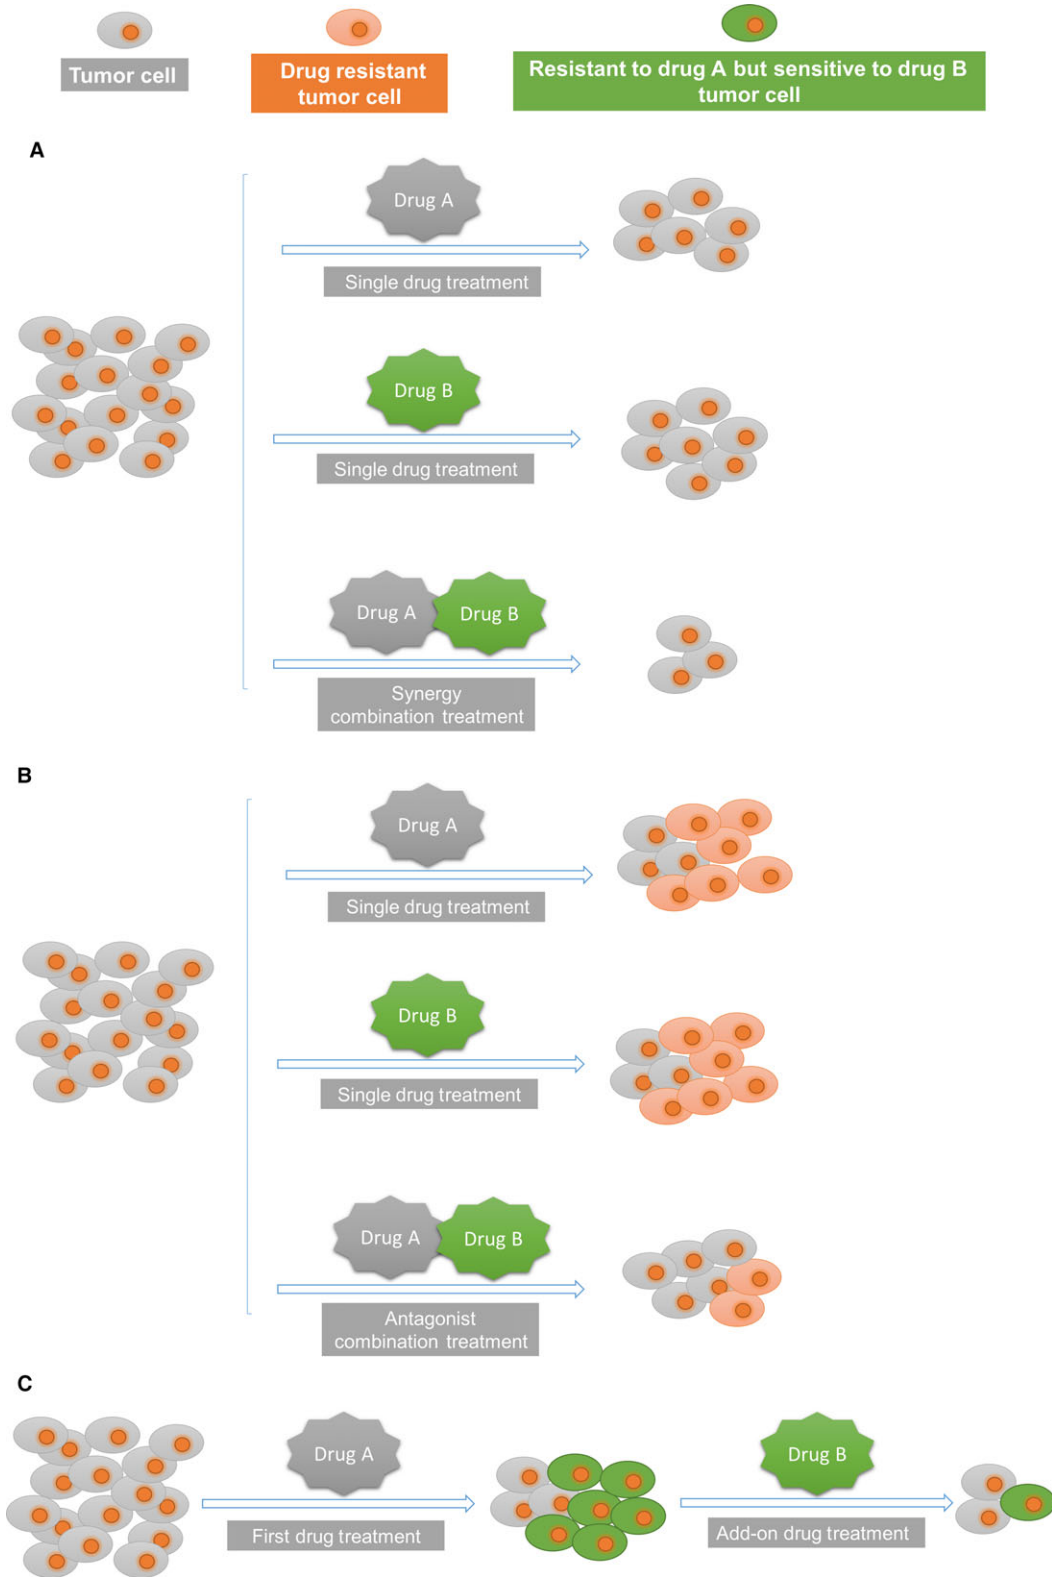 Tumor cell
Drug resistant
tumor cell
Resistant to drug A but sensitive to drug B
tumor cell
A
Drug A
Single drug treatment
Drug B
Single drug treatment
Drug A
Drug B
Synergy
combination treatment
B
Drug A
Single drug treatment
Drug B
Single drug treatment
Drug A
Drug B
Antagonist
combination treatment
C
Drug A
First drug treatment
Drug B
Add-on drug treatment